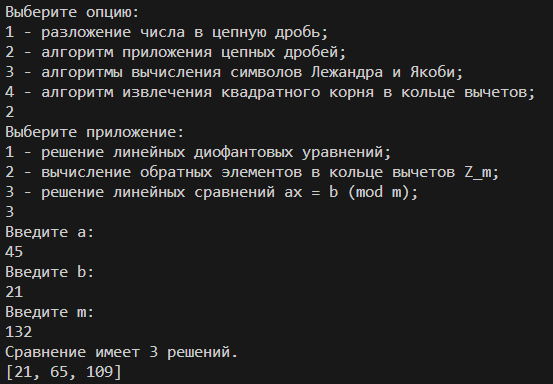 Выберите опцию:
1 - разложение числа в цепную дробь;
2 - алгоритм приложения цепных дробей;
3 - алгоритмы вычисления символов Лежандра и Якоби;
4 - алгоритм извлечения квадратного корня в кольце вычетов;
2
Выберите приложение:
1 - решение линейных диофантовых уравнений;
2 - вычисление обратных элементов в кольце вычетов Z_m;
3 - решение линейных сравнений ax = b (mod m);
3
Введите a:
45
Введите b:
21
Введите m:
132
Сравнение имеет 3 решений.
[21, 65, 109]